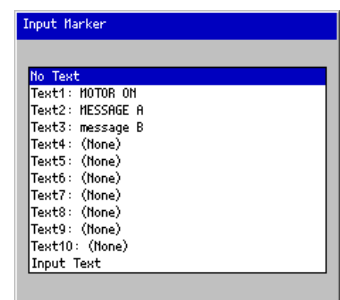 Input Marker
No Text
Text1: MOTOR ON
Text2: MESSAGE A
Text3: message B
Text4: (None)
Text5: (None)
Text6: (None)
Text7: (None)
Text8: (None)
Text9: (None)
Text10: (None)
Input Text